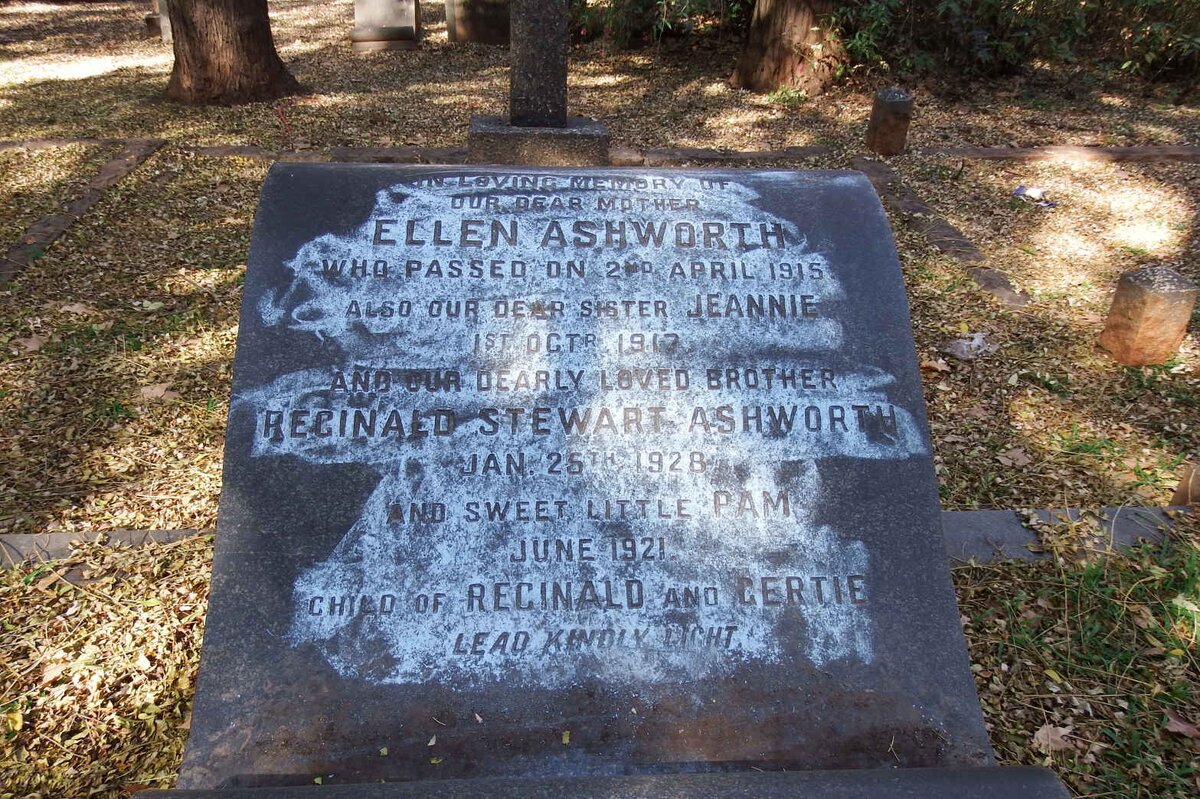 IN LOVING MEMORY OF
OUR DEAR MOTHER
ELLEN ASHWORTH
WHO PASSED ON 2ND APRIL 1915
ALSO OUR DEAR SISTER JEANNIE
1ST OCTR. 1917
AND OUR DEARLY LOVED BROTHER
REGINALD STEWART ASHWORTH
JAN. 25TH 1928
AND SWEET LITTLE PAM
JUNE 1921.
CHILD OF REGINALD AND GERTIE
LEAD KINDLY LIGHT.